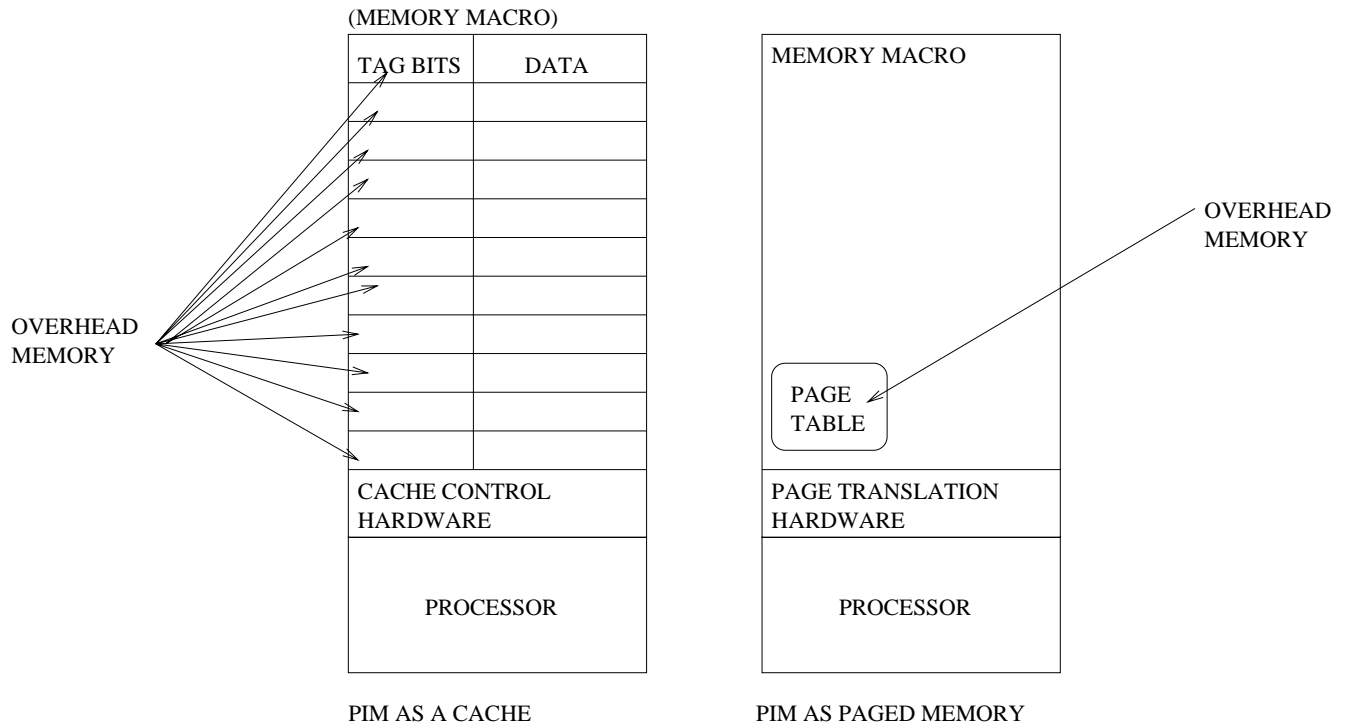 (MEMORY MACRO)
TAG BITS
DATA
OVERHEAD
MEMORY
CACHE CONTROL
HARDWARE
PROCESSOR
PIM AS A CACHE
MEMORY MACRO
OVERHEAD
MEMORY
PAGE
TABLE
PAGE TRANSLATION
HARDWARE
PROCESSOR
PIM AS PAGED MEMORY